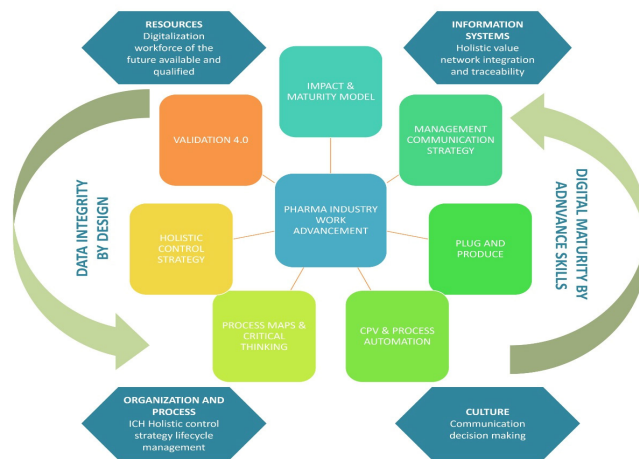 RESOURCES
Digitalization
workforce of the
future available and
qualified
INFORMATION
SYSTEMS
Holistic value
network integration
and traceability
IMPACT &
MATURITY MODEL
VALIDATION 4.0
MANAGEMENT
COMMUNICATION
STRATEGY
PHARMA INDUSTRY
WORK
ADVANCEMENT
DATA INTEGRITY
BY DESIGN
DIGITAL MATURITY BY
ADNVANCE SKILLS
HOLISTIC
CONTROL
STRATEGY
PLUG AND
PRODUCE
PROCESS MAPS &
CRITICAL
THINKING
CPV & PROCESS
AUTOMATION
ORGANIZATION AND
PROCESS
ICH Holistic control
strategy lifecycle
management
CULTURE
Communication
decision making